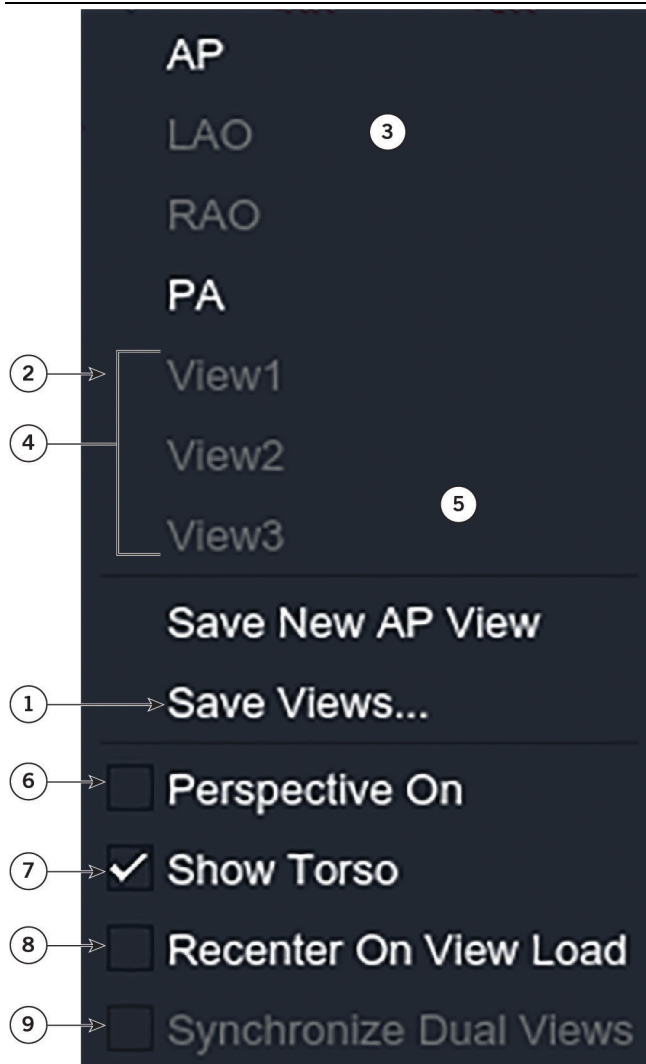 AP
LAO 3
RAO
PA
2 View1
4 View2
5
View3
Save New AP View
1 Save Views...
6 Perspective On
7 Show Torso
8 Recenter On View Load
9 Synchronize Dual Views